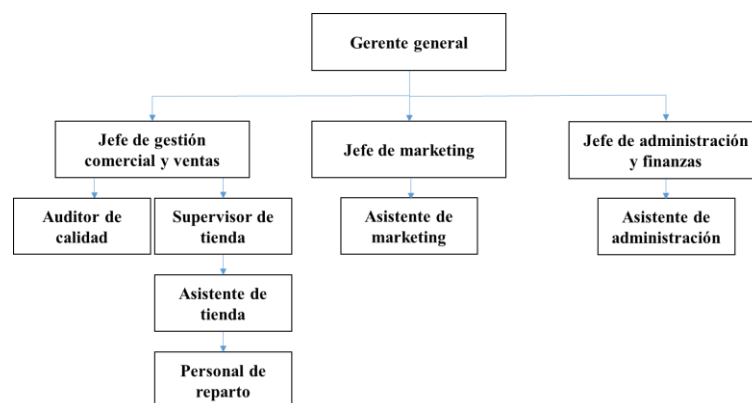 Gerente general
Jefe de gestión
comercial y ventas
Jefe de marketing
Jefe de administración
y finanzas
Auditor de
calidad
Supervisor de
tienda
Asistente de
marketing
Asistente de
administración
Asistente de
tienda
Personal de
reparto